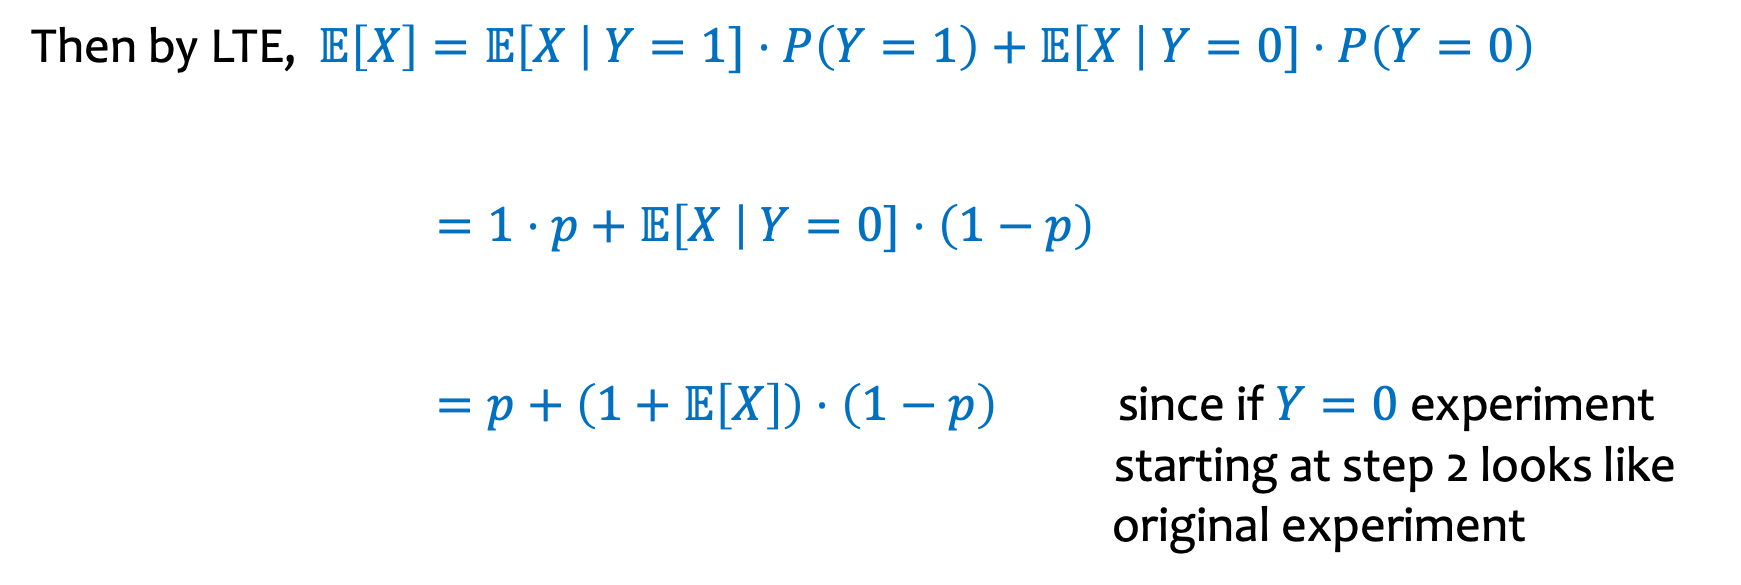 Then by LTE, 𝔼[X] = 𝔼[X | Y = 1] · P(Y = 1) + 𝔼[X | Y = 0] · P(Y = 0)
= 1 · p + 𝔼[X | Y = 0] · (1 − p)
= p + (1 + 𝔼[X]) · (1 − p) since if Y = 0 experiment
starting at step 2 looks like
original experiment